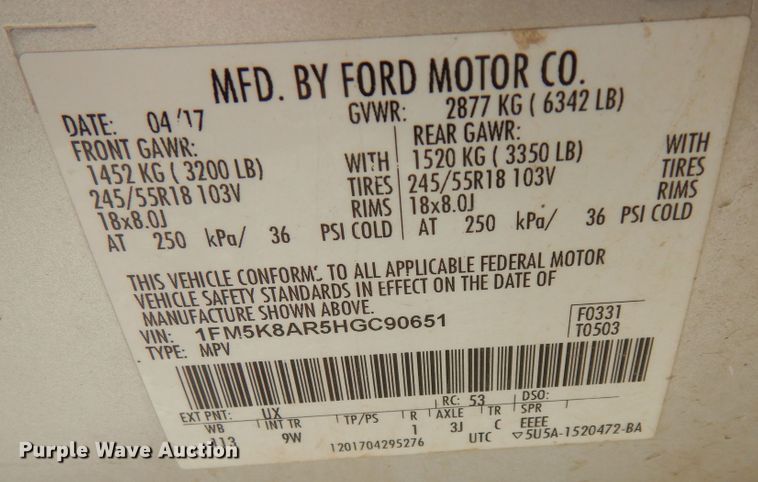 MFD. BY FORD MOTOR CO.
DATE: 04/17 GVWR: 2877 KG ( 6342 LB)
FRONT GAWR: REAR GAWR:
1452 KG ( 3200 LB) WITH 1520 KG ( 3350 LB) WITH
245/55R18 103V TIRES 245/55R18 103V TIRES
18x8.0J RIMS 18x8.0J RIMS
AT 250 kPa/ 36 PSI COLD AT 250 kPa/ 36 PSI COLD
THIS VEHICLE CONFORMS TO ALL APPLICABLE FEDERAL MOTOR
VEHICLE SAFETY STANDARDS IN EFFECT ON THE DATE OF
MANUFACTURE SHOWN ABOVE.
VIN: 1FM5K8AR5HGC90651 F0331
TYPE: MPV T0503
EXT PNT: UX RC: 53 DSO:
WB INT TR TP/PS R AXLE TR SPR
113 9W 1 3J C EEEE
1201704295276 UTC ▽5U5A-1520472-BA
Purple Wave Auction